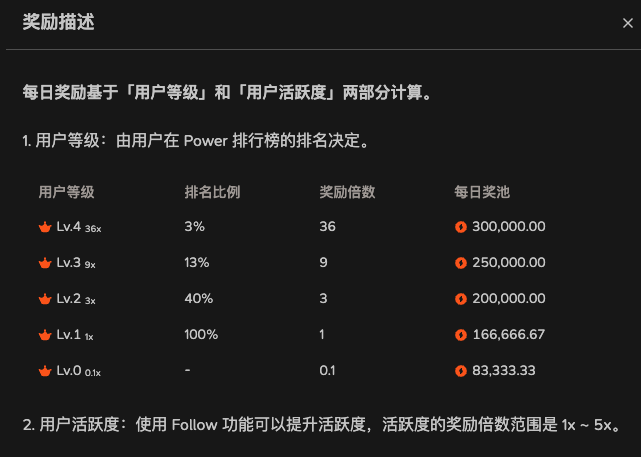 奖励描述
每日奖励基于「用户等级」和「用户活跃度」两部分计算。
1. 用户等级：由用户在 Power 排行榜的排名决定。
用户等级 排名比例 奖励倍数 每日奖池
Lv.4 36x 3% 36 300,000.00
Lv.3 9x 13% 9 250,000.00
Lv.2 3x 40% 3 200,000.00
Lv.1 1x 100% 1 166,666.67
Lv.0 0.1x - 0.1 83,333.33
2. 用户活跃度：使用 Follow 功能可以提升活跃度，活跃度的奖励倍数范围是 1x ~ 5x。